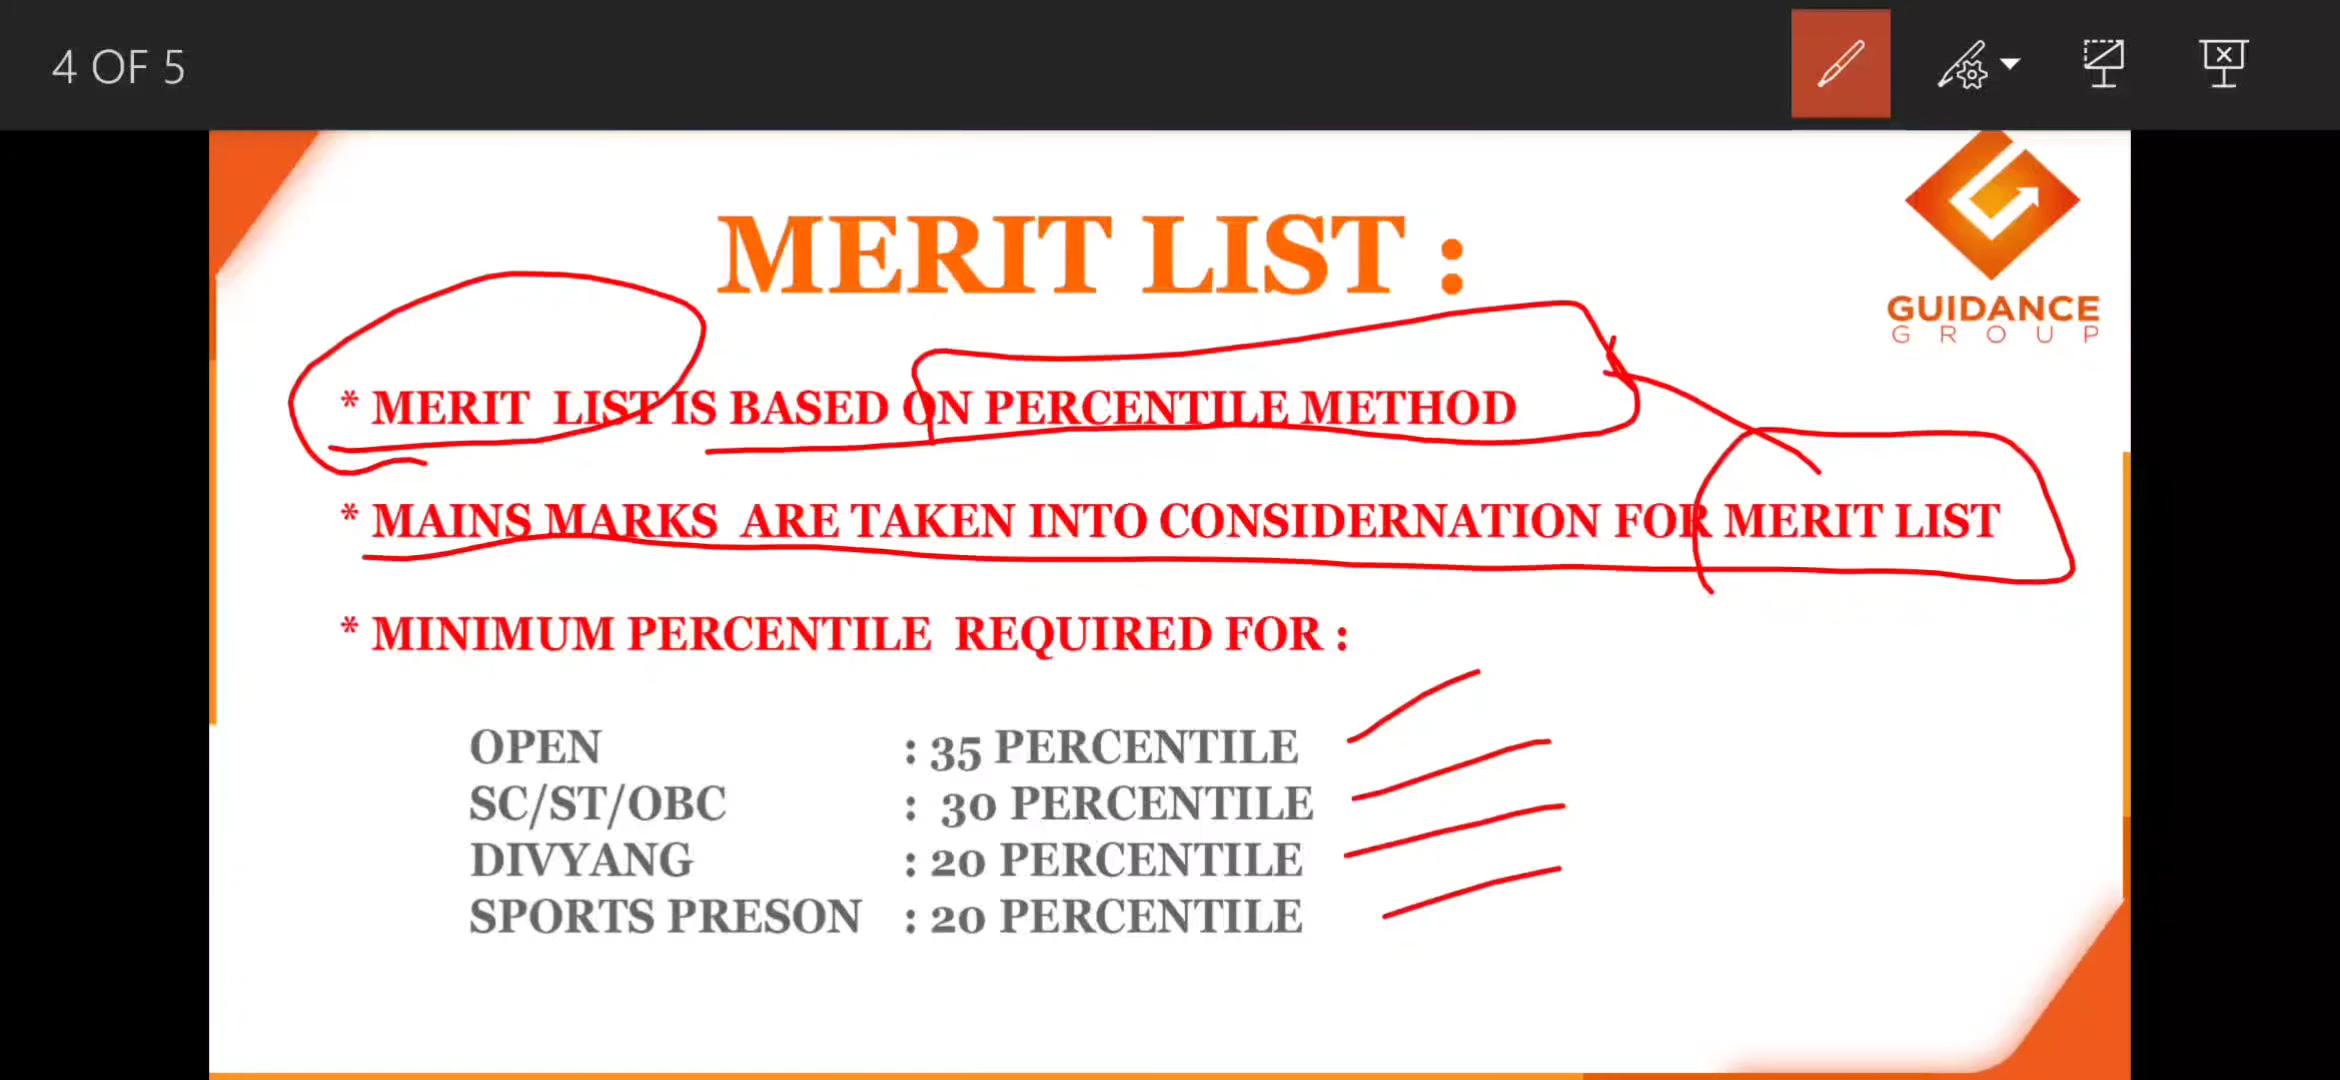 4 OF 5
MERIT LIST :
GUIDANCE
GROUP
* MERIT LIST IS BASED ON PERCENTILE METHOD
* MAINS MARKS ARE TAKEN INTO CONSIDERNATION FOR MERIT LIST
* MINIMUM PERCENTILE REQUIRED FOR :
OPEN : 35 PERCENTILE
SC/ST/OBC : 30 PERCENTILE
DIVYANG : 20 PERCENTILE
SPORTS PRESON : 20 PERCENTILE